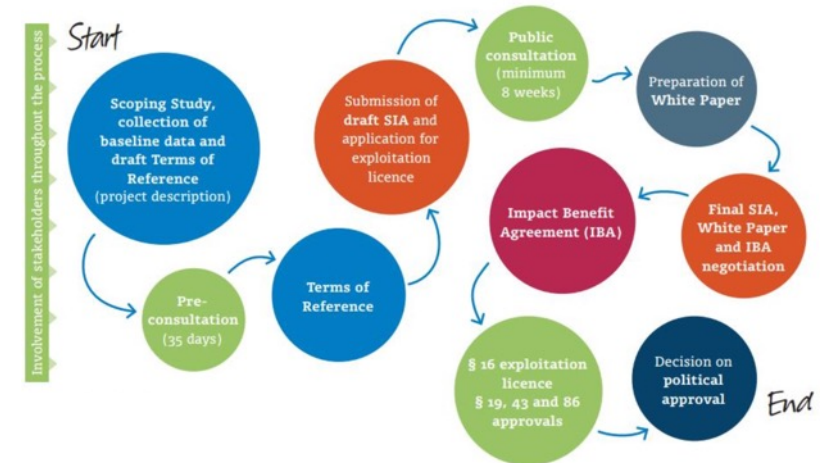 Involvement of stakeholders throughout the process
Start
Scoping Study,
collection of
baseline data and
draft Terms of
Reference
(project description)
Pre-
consultation
(35 days)
Terms of
Reference
Submission of
draft SIA and
application for
exploitation
licence
Public
consultation
(minimum
8 weeks)
Preparation of
White Paper
Final SIA,
White Paper
and IBA
negotiation
Impact Benefit
Agreement (IBA)
§ 16 exploitation
licence
§ 19, 43 and 86
approvals
Decision on
political
approval
End